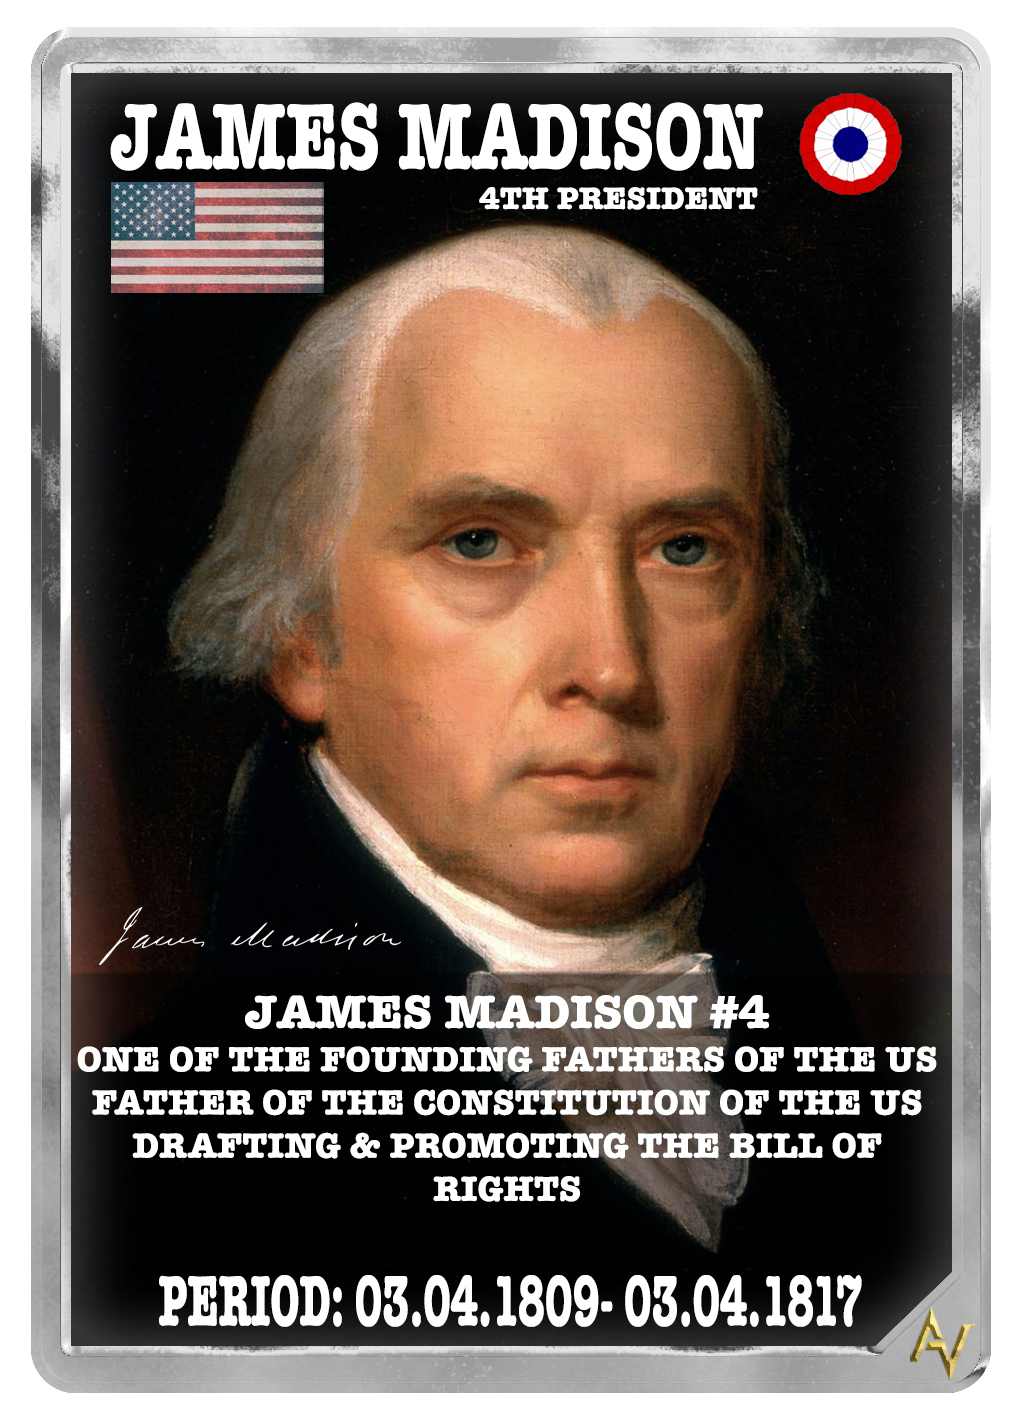 JAMES MADISON
4TH PRESIDENT
James Madison
JAMES MADISON #4
ONE OF THE FOUNDING FATHERS OF THE US
FATHER OF THE CONSTITUTION OF THE US
DRAFTING & PROMOTING THE BILL OF
RIGHTS
PERIOD: 03.04.1809- 03.04.1817
AV